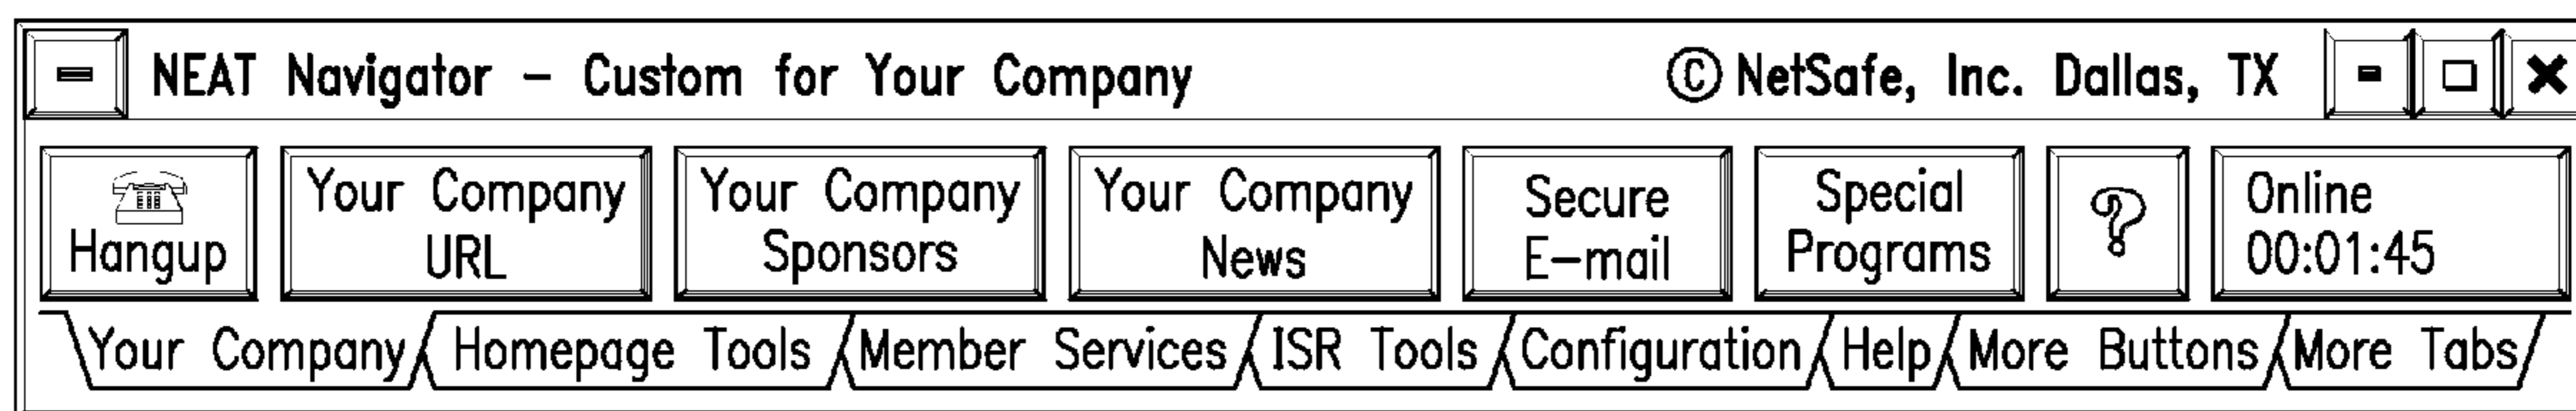 NEAT Navigator – Custom for Your Company © NetSafe, Inc. Dallas, TX
Hangup
Your Company
URL
Your Company
Sponsors
Your Company
News
Secure
E-mail
Special
Programs
?
Online
00:01:45
Your Company Homepage Tools Member Services ISR Tools Configuration Help More Buttons More Tabs